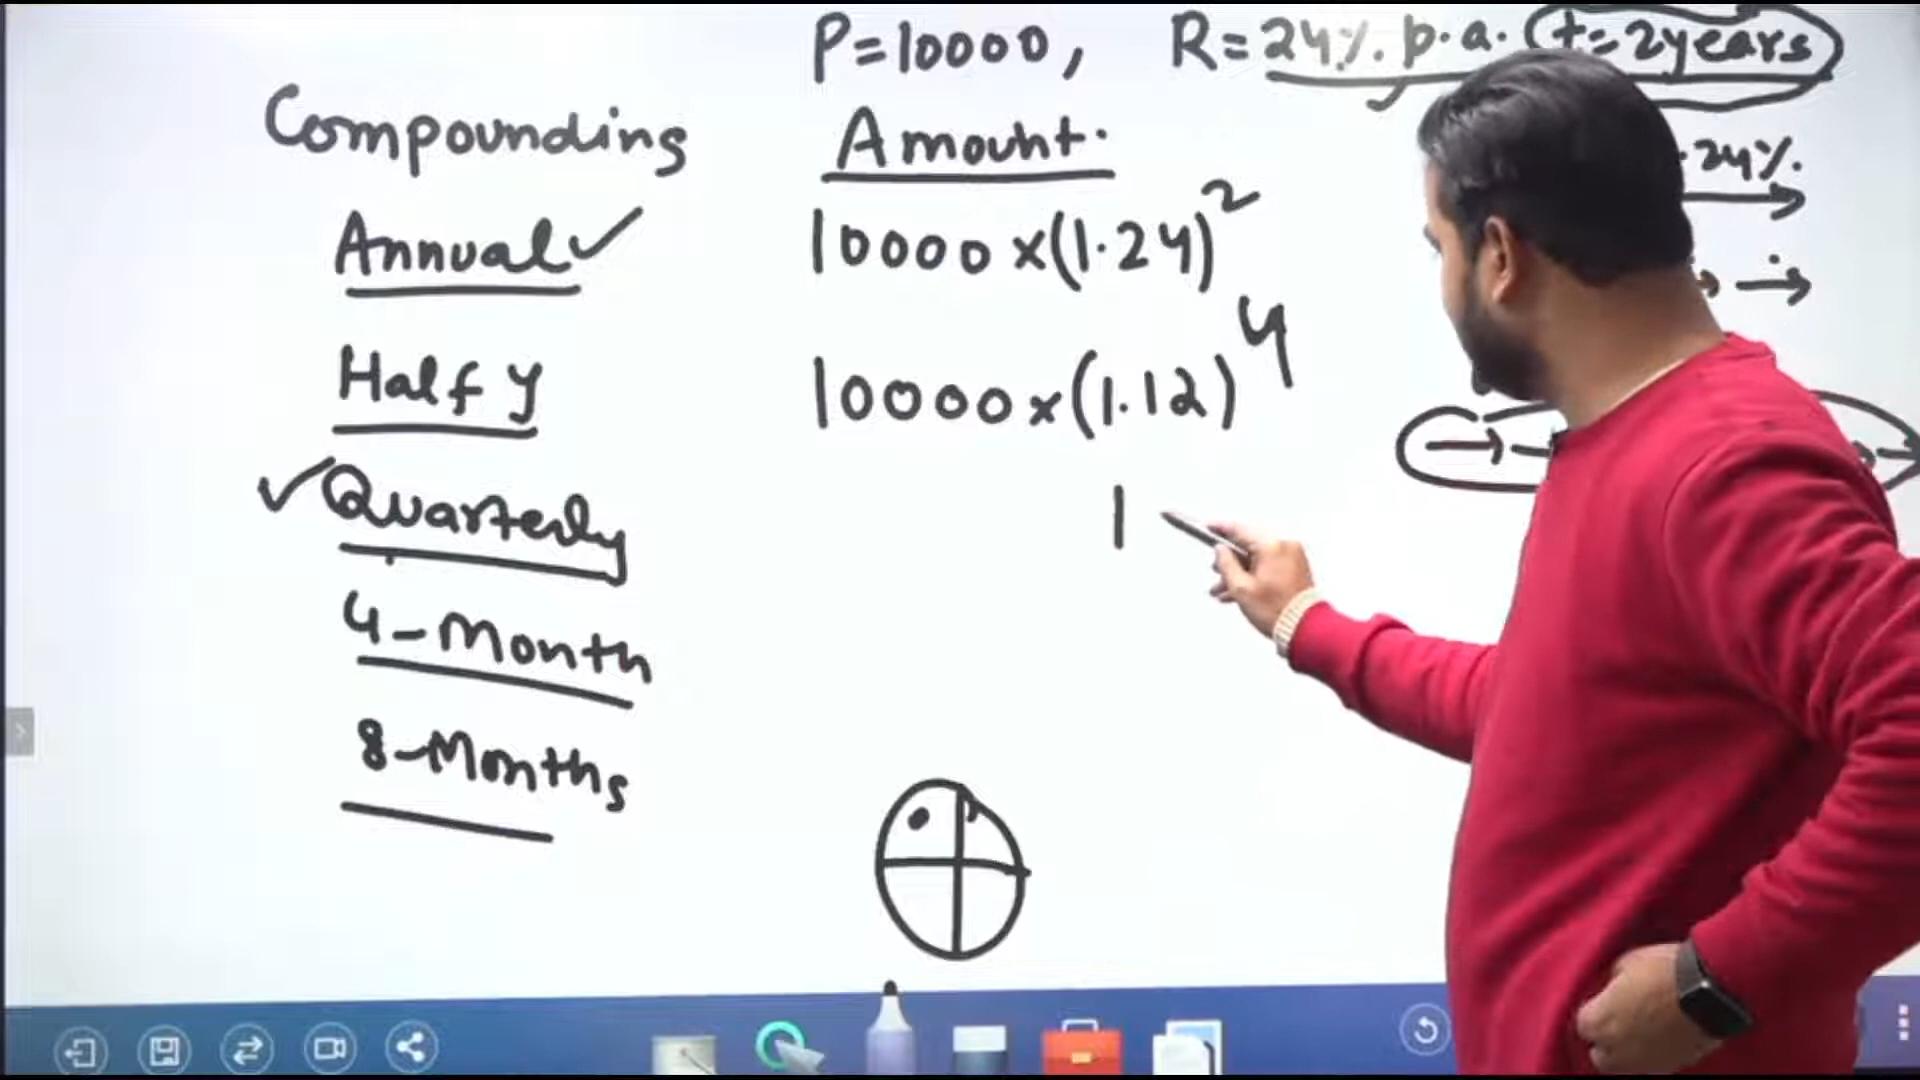 P=10000, R=24% p.a. t=2years
Compounding Amount.
24%.
Annual✓ 10000×(1.24)²
Half y 10000×(1.12)⁴
✓Quarterly 1
4-Month
8-Months